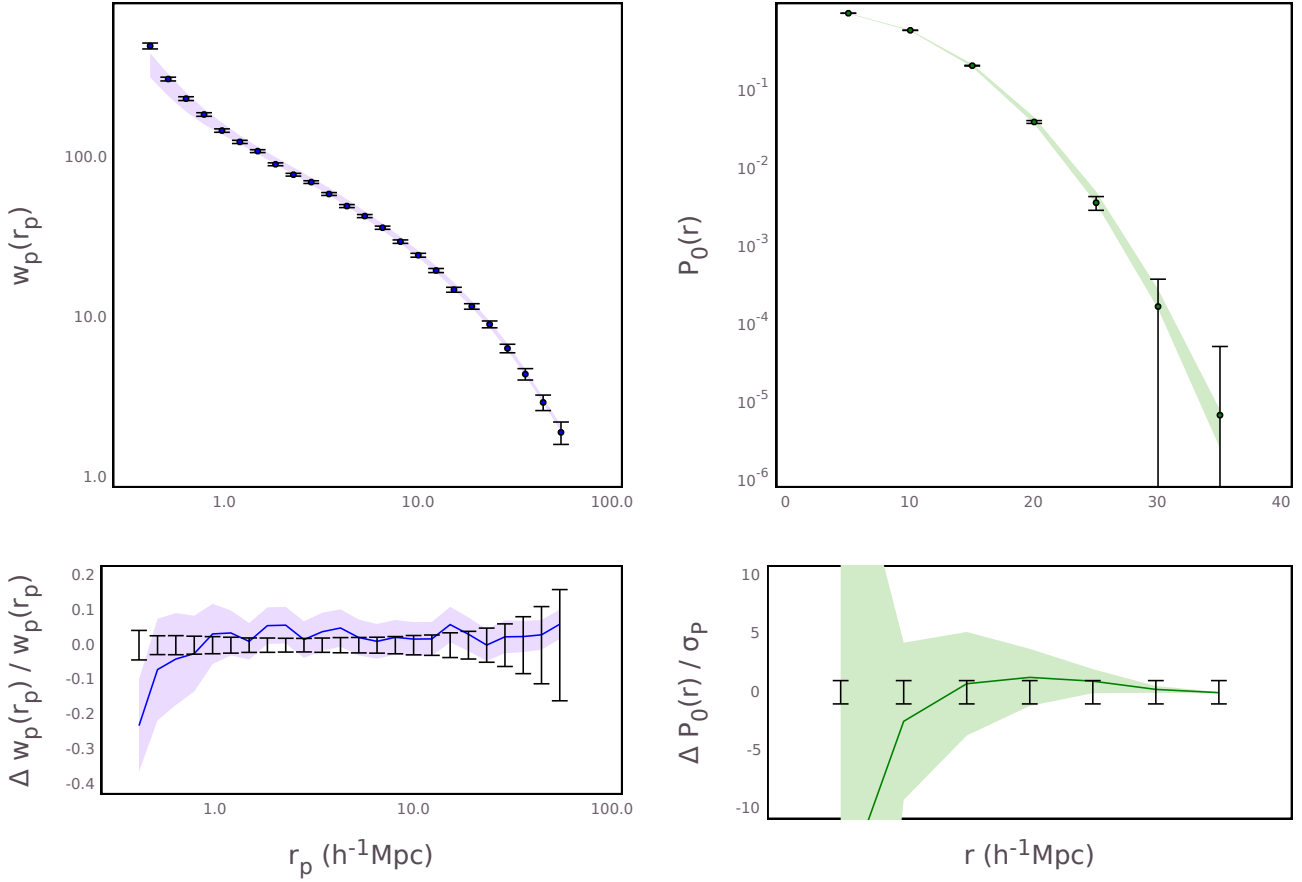 100.0
10.0
1.0
w_p(r_p)
1.0 10.0 100.0
10^-1
10^-2
10^-3
10^-4
10^-5
10^-6
P_0(r)
0 10 20 30 40
0.2
0.1
0.0
-0.1
-0.2
-0.3
-0.4
Δ w_p(r_p) / w_p(r_p)
1.0 10.0 100.0
r_p (h^-1Mpc)
10
5
0
-5
-10
Δ P_0(r) / σ_P
r (h^-1Mpc)